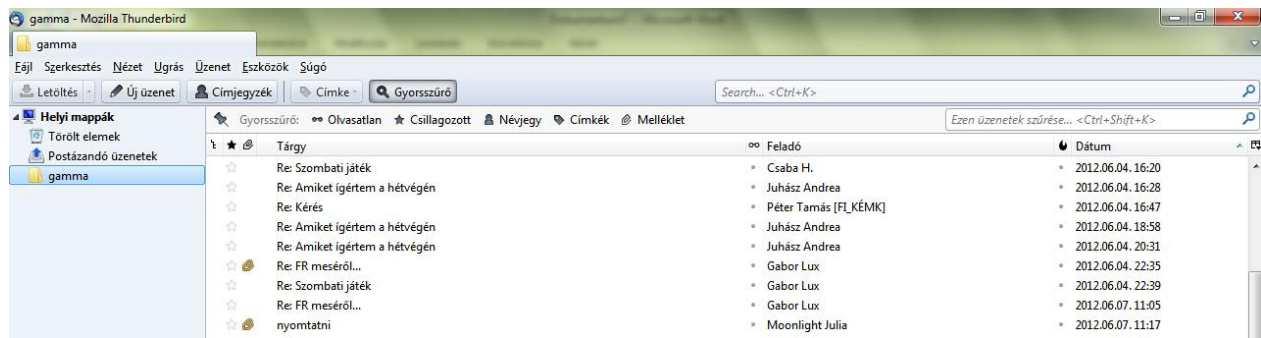 gamma - Mozilla Thunderbird
gamma
Fájl Szerkesztés Nézet Ugrás Üzenet Eszközök Súgó
Letöltés Új üzenet Címjegyzék Címke Gyorsszűrő Search... <Ctrl+K>
Helyi mappák
Törölt elemek
Postázandó üzenetek
gamma
Gyorsszűrő: Olvasatlan Csillagozott Névjegy Címkék Melléklet Ezen üzenetek szűrése... <Ctrl+Shift+K>
Tárgy Feladó Dátum
Re: Szombati játék Csaba H. 2012.06.04. 16:20
Re: Amiket ígértem a hétvégén Juhász Andrea 2012.06.04. 16:28
Re: Kérés Péter Tamás [FI_KÉMK] 2012.06.04. 16:47
Re: Amiket ígértem a hétvégén Juhász Andrea 2012.06.04. 18:58
Re: Amiket ígértem a hétvégén Juhász Andrea 2012.06.04. 20:31
Re: FR meséről... Gabor Lux 2012.06.04. 22:35
Re: Szombati játék Gabor Lux 2012.06.04. 22:39
Re: FR meséről... Gabor Lux 2012.06.07. 11:05
nyomtatni Moonlight Julia 2012.06.07. 11:17